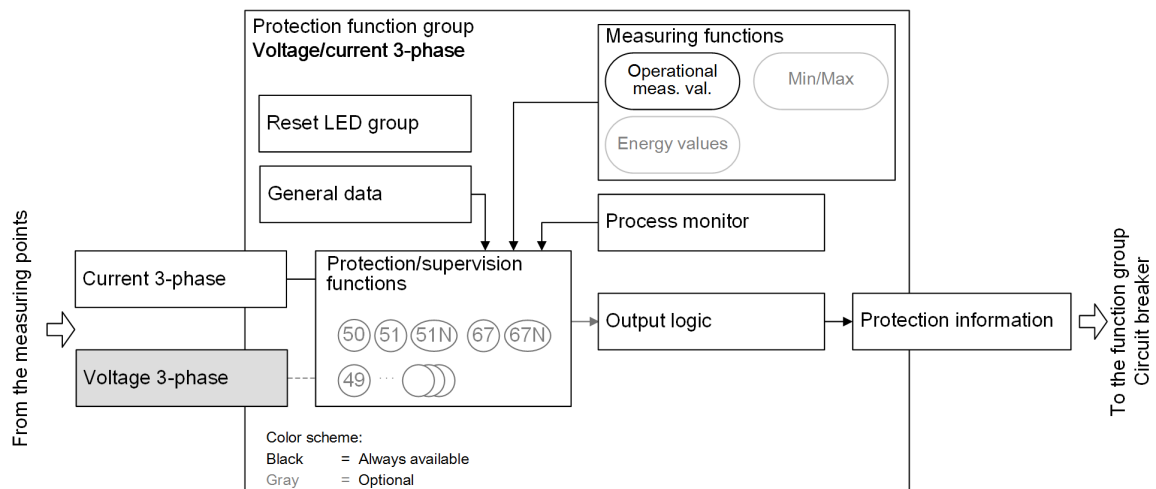 Protection function group
Voltage/current 3-phase
Measuring functions
Operational
meas. val.
Min/Max
Energy values
Reset LED group
General data
Process monitor
From the measuring points
Current 3-phase
Voltage 3-phase
Protection/supervision
functions
50 51 51N 67 67N
49 ...
Output logic
Protection information
To the function group
Circuit breaker
Color scheme:
Black = Always available
Gray = Optional